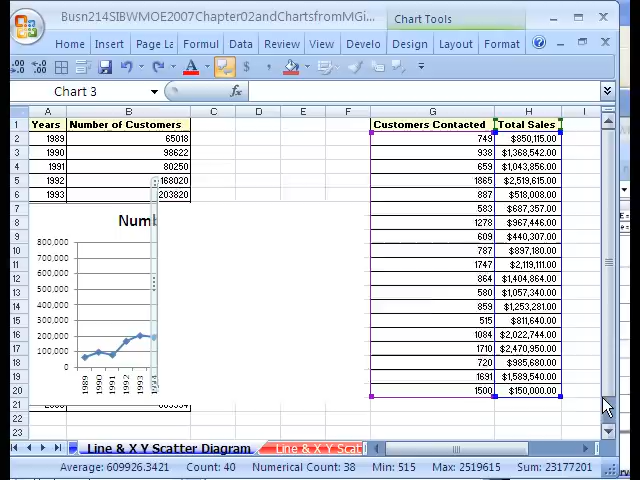 Busn214SIBWMOE2007Chapter02andChartsfromMGi...
Chart Tools
Home Insert Page La Formul Data Review View Develo Design Layout Format
Chart 3
fx
A B C D E F G H I
1 Years Number of Customers Customers Contacted Total Sales
2 1989 65018 749 $850,115.00
3 1990 98622 938 $1,368,542.00
4 1991 80250 659 $1,043,856.00
5 1992 168020 1865 $2,519,615.00
6 1993 203820 887 $518,008.00
7 583 $687,357.00
8 Numb 1278 $967,446.00
9 800,000 609 $440,307.00
10 700,000 787 $897,180.00
11 600,000 1747 $2,119,111.00
12 500,000 864 $1,404,864.00
13 400,000 580 $1,057,340.00
14 300,000 859 $1,253,281.00
15 515 $811,640.00
16 200,000 1084 $2,022,744.00
17 100,000 1710 $2,470,950.00
18 0 720 $985,680.00
19 1989 1990 1991 1992 1993 1994 1691 $1,589,540.00
20 1500 $150,000.00
21
22
23
Line & X Y Scatter Diagram Line & X Y Scat
Average: 609926.3421 Count: 40 Numerical Count: 38 Min: 515 Max: 2519615 Sum: 23177201